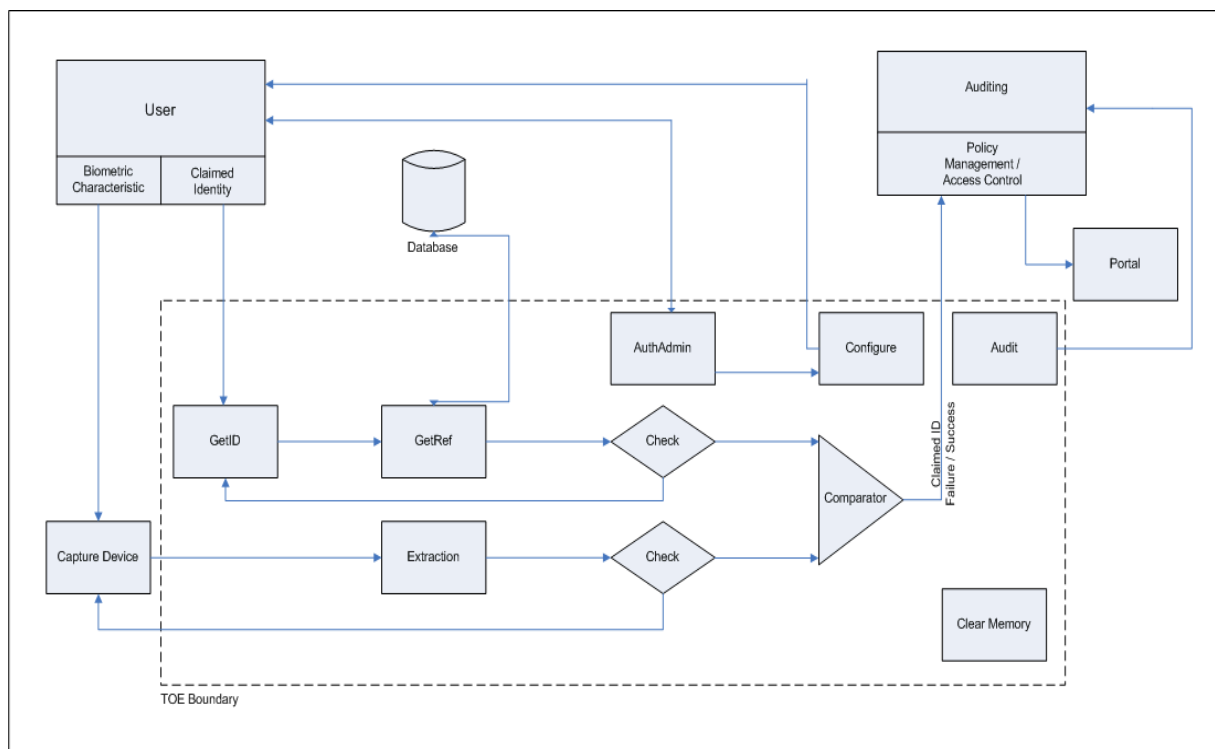 User
Biometric
Characteristic
Claimed
Identity
Auditing
Policy
Management /
Access Control
Database
Portal
AuthAdmin
Configure
Audit
GetID
GetRef
Check
Comparator
Claimed ID
Failure / Success
Capture Device
Extraction
Check
Clear Memory
TOE Boundary